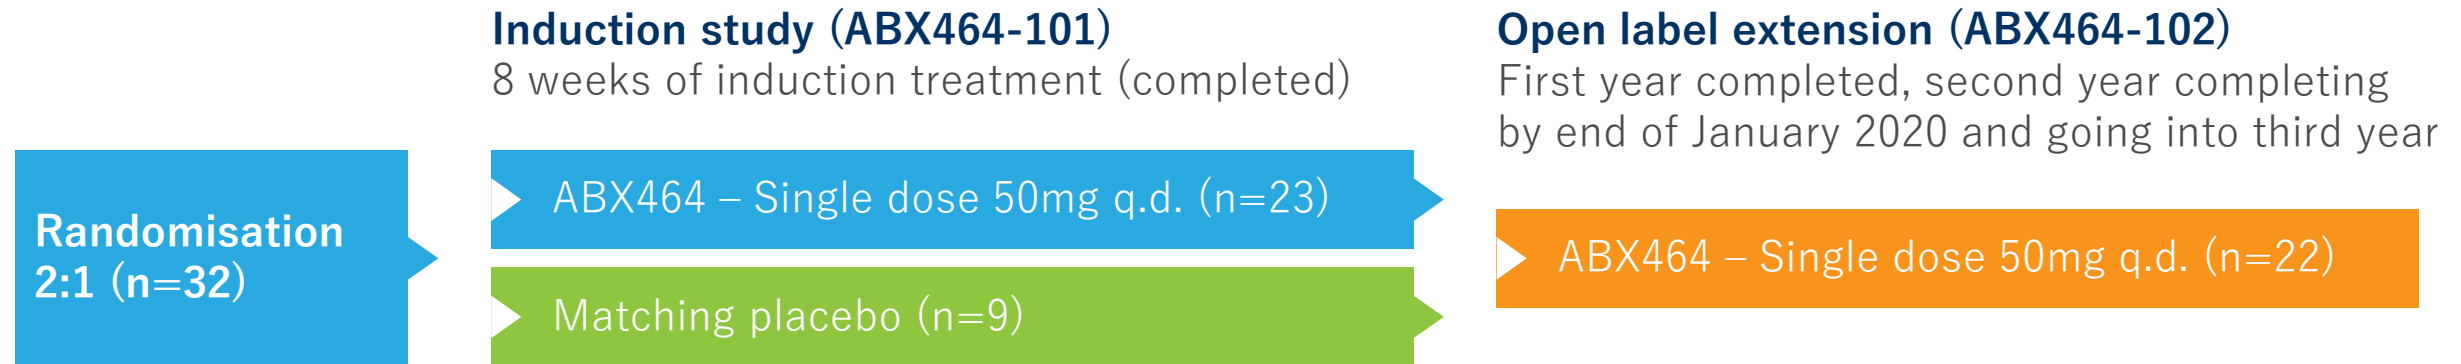 Induction study (ABX464-101)
8 weeks of induction treatment (completed)
Open label extension (ABX464-102)
First year completed, second year completing
by end of January 2020 and going into third year
Randomisation
2:1 (n=32)
ABX464 – Single dose 50mg q.d. (n=23)
Matching placebo (n=9)
ABX464 – Single dose 50mg q.d. (n=22)